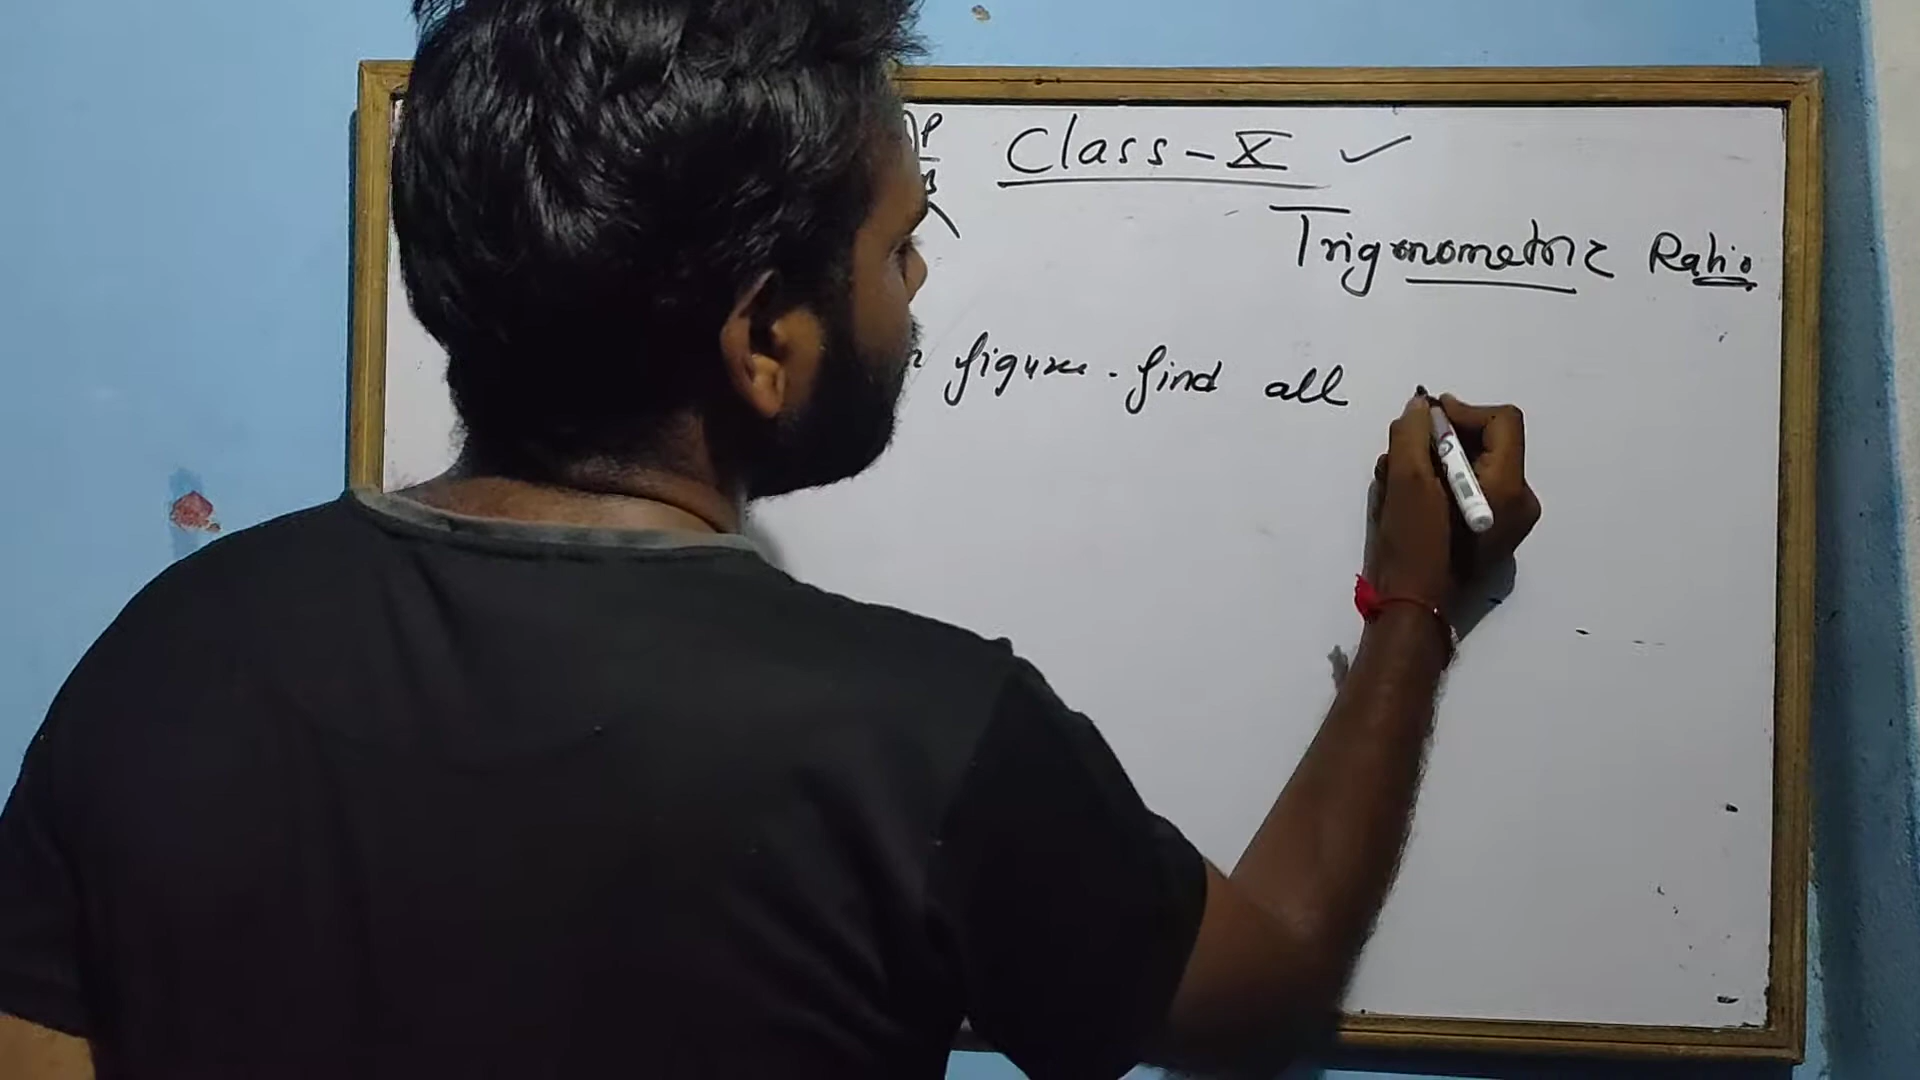 P
B
Class - X ✓
Trigonometric Ratio
figure. find all